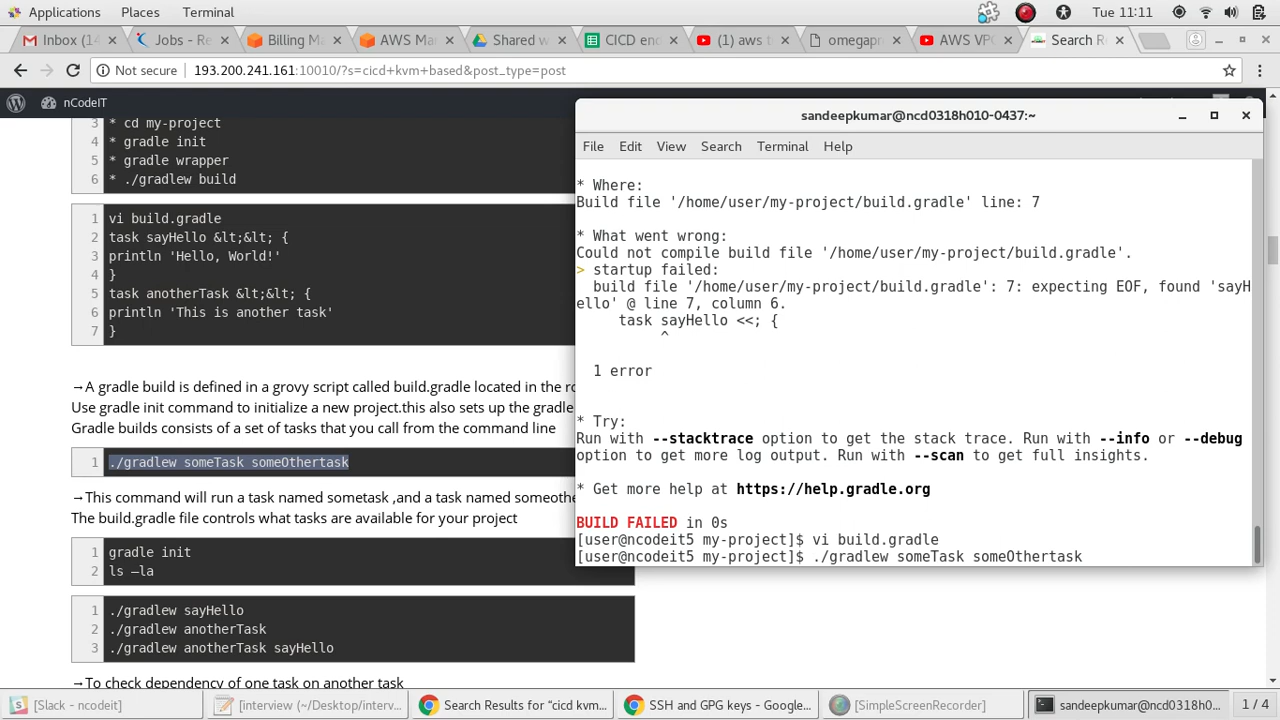 Applications Places Terminal Tue 11:11
Inbox (14 Jobs - Re Billing M AWS Ma Shared w CICD en (1) aws t omegapr AWS VPC Search R
Not secure 193.200.241.161:10010/?s=cicd+kvm+based&post_type=post
nCodeIT
3 * cd my-project
4 * gradle init
5 * gradle wrapper
6 * ./gradlew build
1 vi build.gradle
2 task sayHello &lt;&lt; {
3 println 'Hello, World!'
4 }
5 task anotherTask &lt;&lt; {
6 println 'This is another task'
7 }
→A gradle build is defined in a grovy script called build.gradle located in the ro
Use gradle init command to initialize a new project.this also sets up the gradle
Gradle builds consists of a set of tasks that you call from the command line
1 ./gradlew someTask someOthertask
→This command will run a task named sometask ,and a task named someothe
The build.gradle file controls what tasks are available for your project
1 gradle init
2 ls –la
1 ./gradlew sayHello
2 ./gradlew anotherTask
3 ./gradlew anotherTask sayHello
→To check dependency of one task on another task
sandeepkumar@ncd0318h010-0437:~
File Edit View Search Terminal Help
* Where:
Build file '/home/user/my-project/build.gradle' line: 7
* What went wrong:
Could not compile build file '/home/user/my-project/build.gradle'.
> startup failed:
build file '/home/user/my-project/build.gradle': 7: expecting EOF, found 'sayH
ello' @ line 7, column 6.
task sayHello <<; {
^
1 error
* Try:
Run with --stacktrace option to get the stack trace. Run with --info or --debug
option to get more log output. Run with --scan to get full insights.
* Get more help at https://help.gradle.org
BUILD FAILED in 0s
[user@ncodeit5 my-project]$ vi build.gradle
[user@ncodeit5 my-project]$ ./gradlew someTask someOthertask
[Slack - ncodeit] [interview (~/Desktop/interv... Search Results for “cicd kvm... SSH and GPG keys - Google... [SimpleScreenRecorder] sandeepkumar@ncd0318h0... 1 / 4